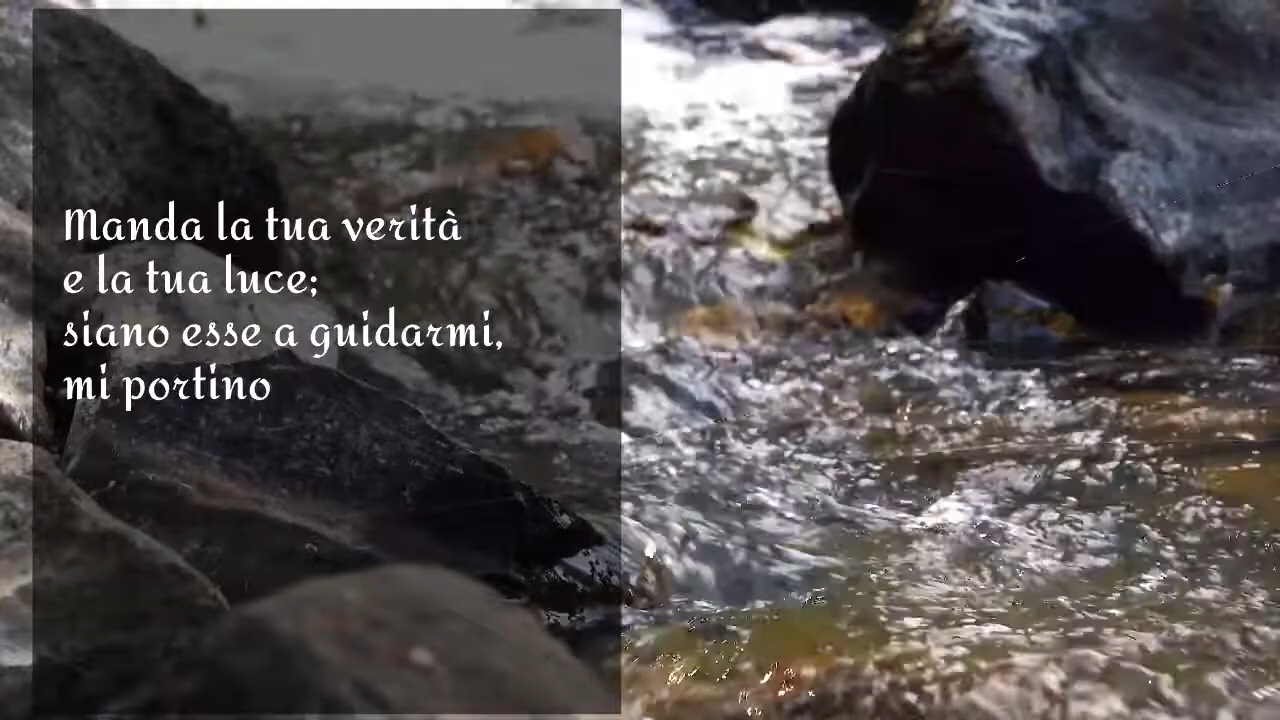 Manda la tua verità
e la tua luce;
siano esse a guidarmi,
mi portino